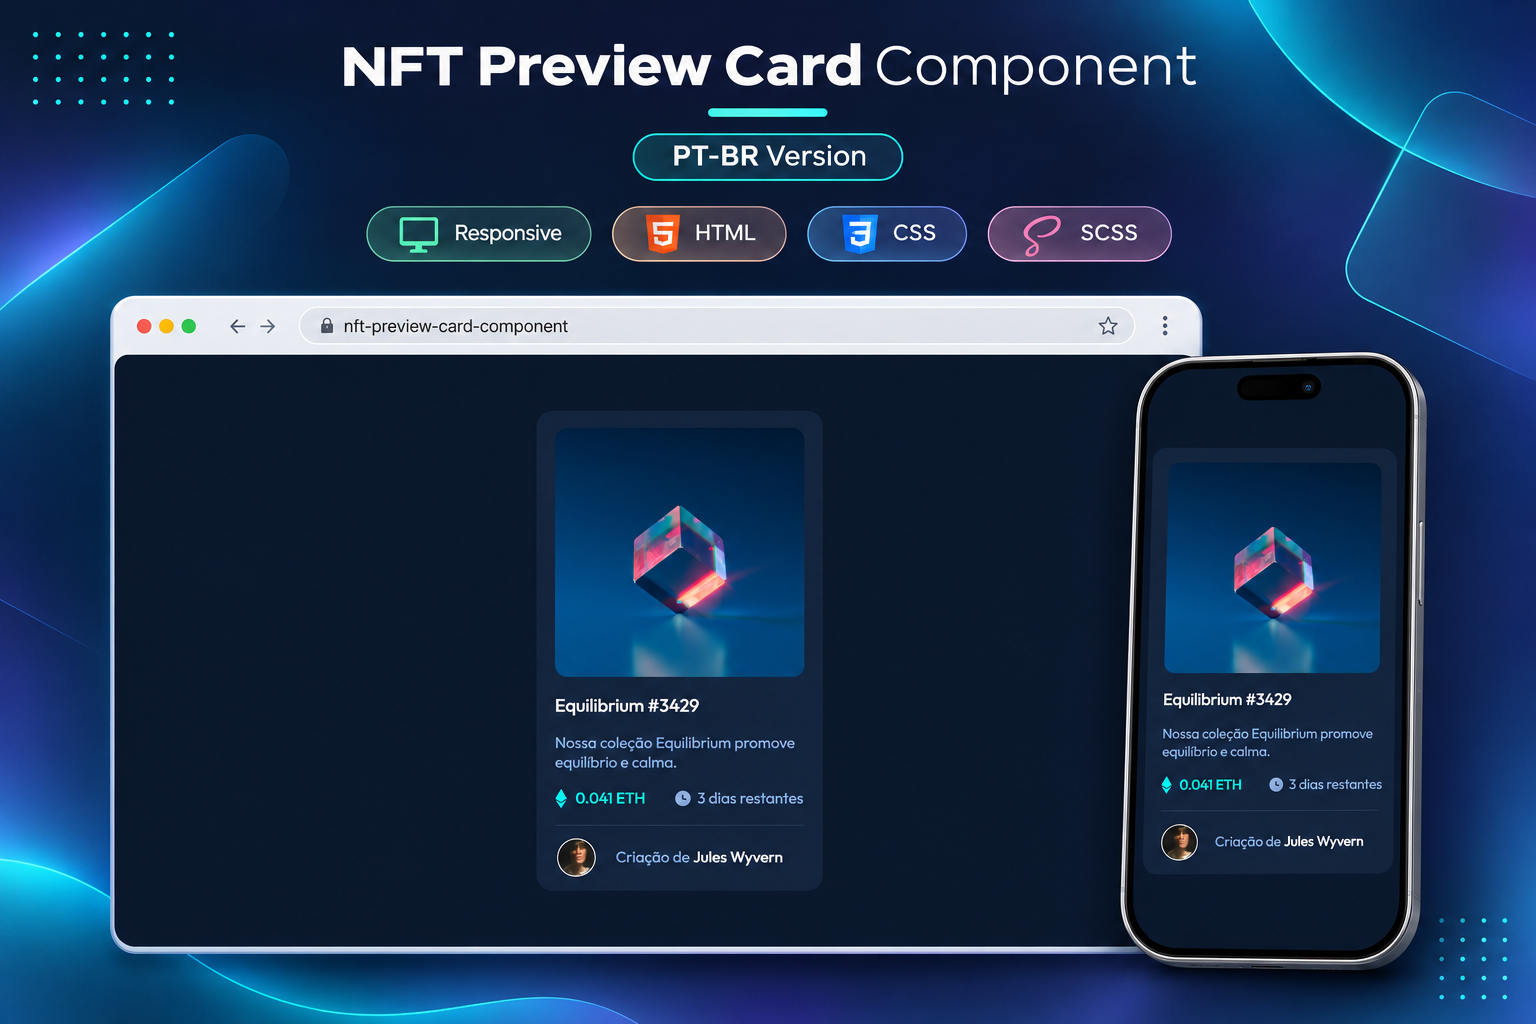 NFT Preview Card Component
PT-BR Version
Responsive
HTML
CSS
SCSS
nft-preview-card-component
Equilibrium #3429
Nossa coleção Equilibrium promove
equilíbrio e calma.
0.041 ETH
3 dias restantes
Criação de Jules Wyvern
Equilibrium #3429
Nossa coleção Equilibrium promove
equilíbrio e calma.
0.041 ETH
3 dias restantes
Criação de Jules Wyvern